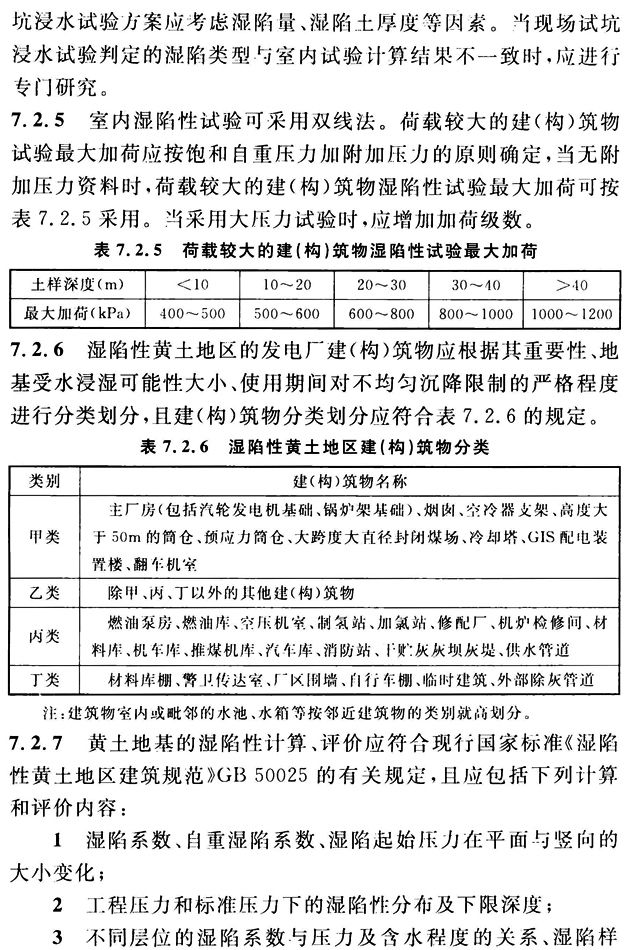 坑浸水试验方案应考虑湿陷量、湿陷土厚度等因素。当现场试坑
浸水试验判定的湿陷类型与室内试验计算结果不一致时,应进行
专门研究。
7.2.5 室内湿陷性试验可采用双线法。荷载较大的建(构)筑物
试验最大加荷应按饱和自重压力加附加压力的原则确定,当无附
加压力资料时,荷载较大的建(构)筑物湿陷性试验最大加荷可按
表 7.2.5 采用。当采用大压力试验时,应增加加荷级数。
表 7.2.5 荷载较大的建(构)筑物湿陷性试验最大加荷
土样深度(m) <10 10～20 20～30 30～40 >40
最大加荷(kPa) 400～500 500～600 600～800 800～1000 1000～1200
7.2.6 湿陷性黄土地区的发电厂建(构)筑物应根据其重要性、地
基受水浸湿可能性大小、使用期间对不均匀沉降限制的严格程度
进行分类划分,且建(构)筑物分类划分应符合表 7.2.6 的规定。
表 7.2.6 湿陷性黄土地区建(构)筑物分类
类别 建(构)筑物名称
甲类 主厂房(包括汽轮发电机基础、锅炉架基础)、烟囱、空冷器支架、高度大
于 50m 的筒仓、预应力筒仓、大跨度大直径封闭煤场、冷却塔、GIS 配电装
置楼、翻车机室
乙类 除甲、丙、丁以外的其他建(构)筑物
丙类 燃油泵房、燃油库、空压机室、制氢站、加氯站、修配厂、机炉检修间、材
料库、机车库、推煤机库、汽车库、消防站、干贮灰灰坝灰堤、供水管道
丁类 材料库棚、警卫传达室、厂区围墙、自行车棚、临时建筑、外部除灰管道
注:建筑物室内或毗邻的水池、水箱等按邻近建筑物的类别就高划分。
7.2.7 黄土地基的湿陷性计算、评价应符合现行国家标准《湿陷
性黄土地区建筑规范》GB 50025 的有关规定,且应包括下列计算
和评价内容:
1 湿陷系数、自重湿陷系数、湿陷起始压力在平面与竖向的
大小变化;
2 工程压力和标准压力下的湿陷性分布及下限深度;
3 不同层位的湿陷系数与压力及含水程度的关系、湿陷样